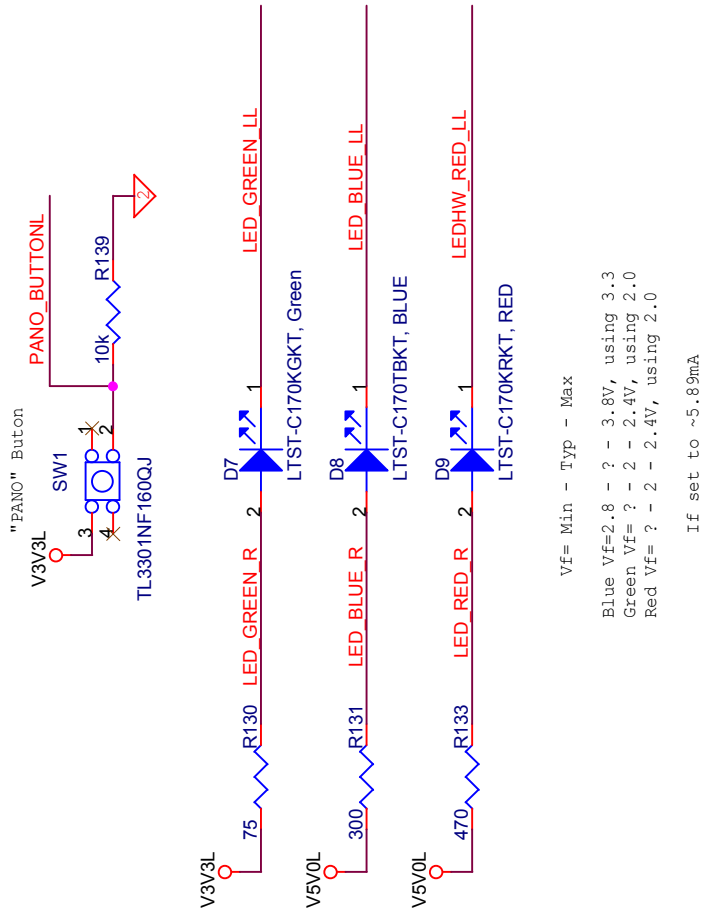 "PANO" Buton
V3V3L
SW1
3
4
1
2
TL3301NF160QJ
PANO_BUTTONL
10k
R139
2
V3V3L
75
R130
LED_GREEN_R
2
D7
1
LTST-C170KGKT, Green
LED_GREEN_LL
V5V0L
300
R131
LED_BLUE_R
2
D8
1
LTST-C170TBKT, BLUE
LED_BLUE_LL
V5V0L
470
R133
LED_RED_R
2
D9
1
LTST-C170KRKT, RED
LEDHW_RED_LL
Vf= Min - Typ - Max
Blue Vf=2.8 - ? - 3.8V, using 3.3
Green Vf= ? - 2 - 2.4V, using 2.0
Red Vf= ? - 2 - 2.4V, using 2.0
If set to ~5.89mA